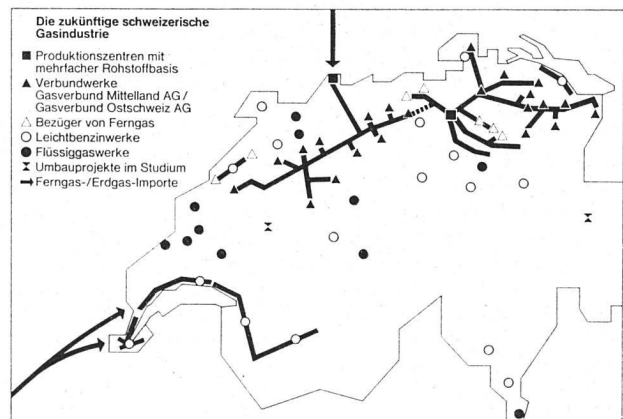 Die zukünftige schweizerische
Gasindustrie
Produktionszentren mit
mehrfacher Rohstoffbasis
Verbundwerke
Gasverbund Mittelland AG /
Gasverbund Ostschweiz AG
Bezüger von Ferngas
Leichtbenzinwerke
Flüssiggaswerke
Umbauprojekte im Studium
Ferngas-/Erdgas-Importe